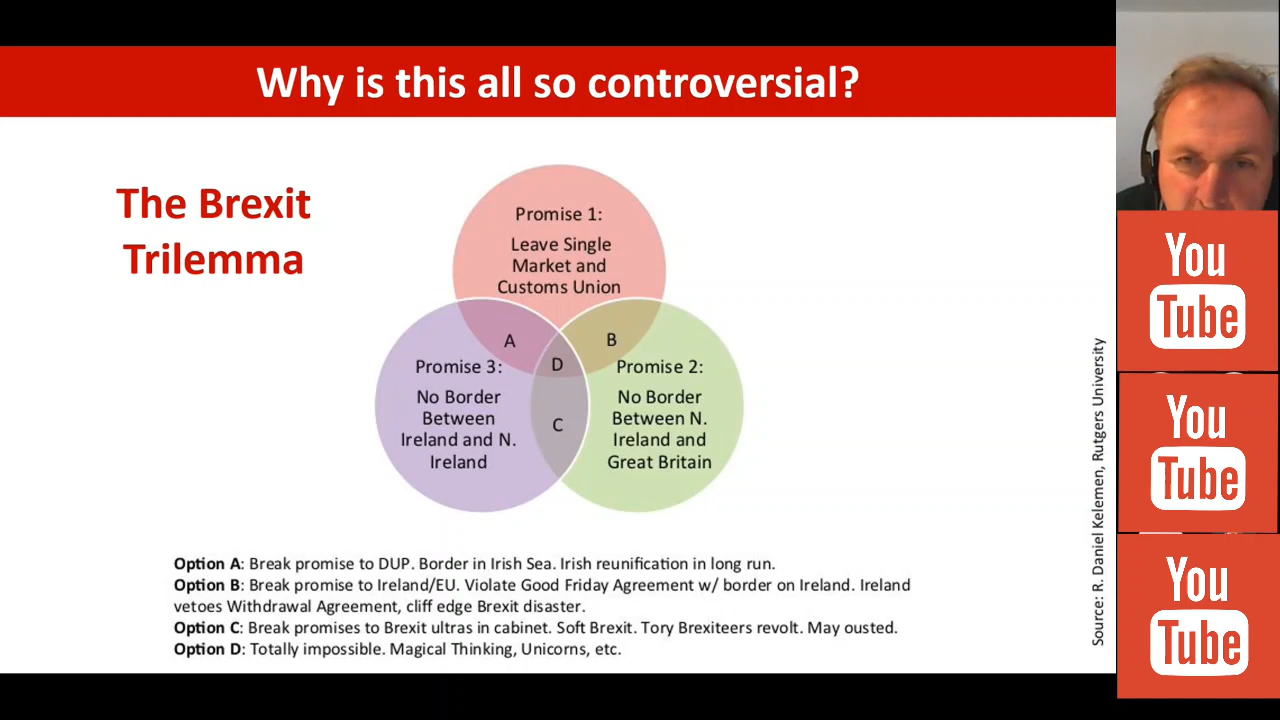 Why is this all so controversial?
The Brexit
Trilemma
Promise 1:
Leave Single
Market and
Customs Union
A
B
D
Promise 3:
No Border
Between
Ireland and N.
Ireland
Promise 2:
No Border
Between N.
Ireland and
Great Britain
C
Option A: Break promise to DUP. Border in Irish Sea. Irish reunification in long run.
Option B: Break promise to Ireland/EU. Violate Good Friday Agreement w/ border on Ireland. Ireland
vetoes Withdrawal Agreement, cliff edge Brexit disaster.
Option C: Break promises to Brexit ultras in cabinet. Soft Brexit. Tory Brexiteers revolt. May ousted.
Option D: Totally impossible. Magical Thinking, Unicorns, etc.
Source: R. Daniel Kelemen, Rutgers University
You
Tube
You
Tube
You
Tube